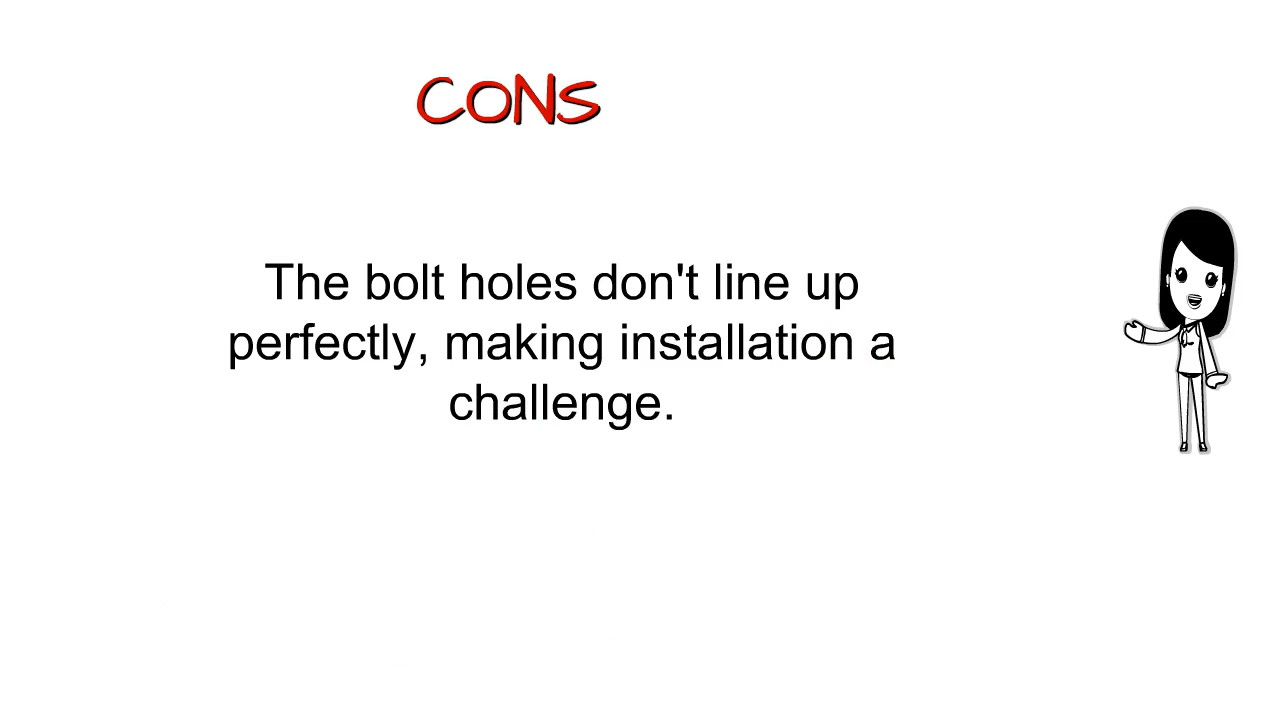 CONS
The bolt holes don't line up
perfectly, making installation a
challenge.